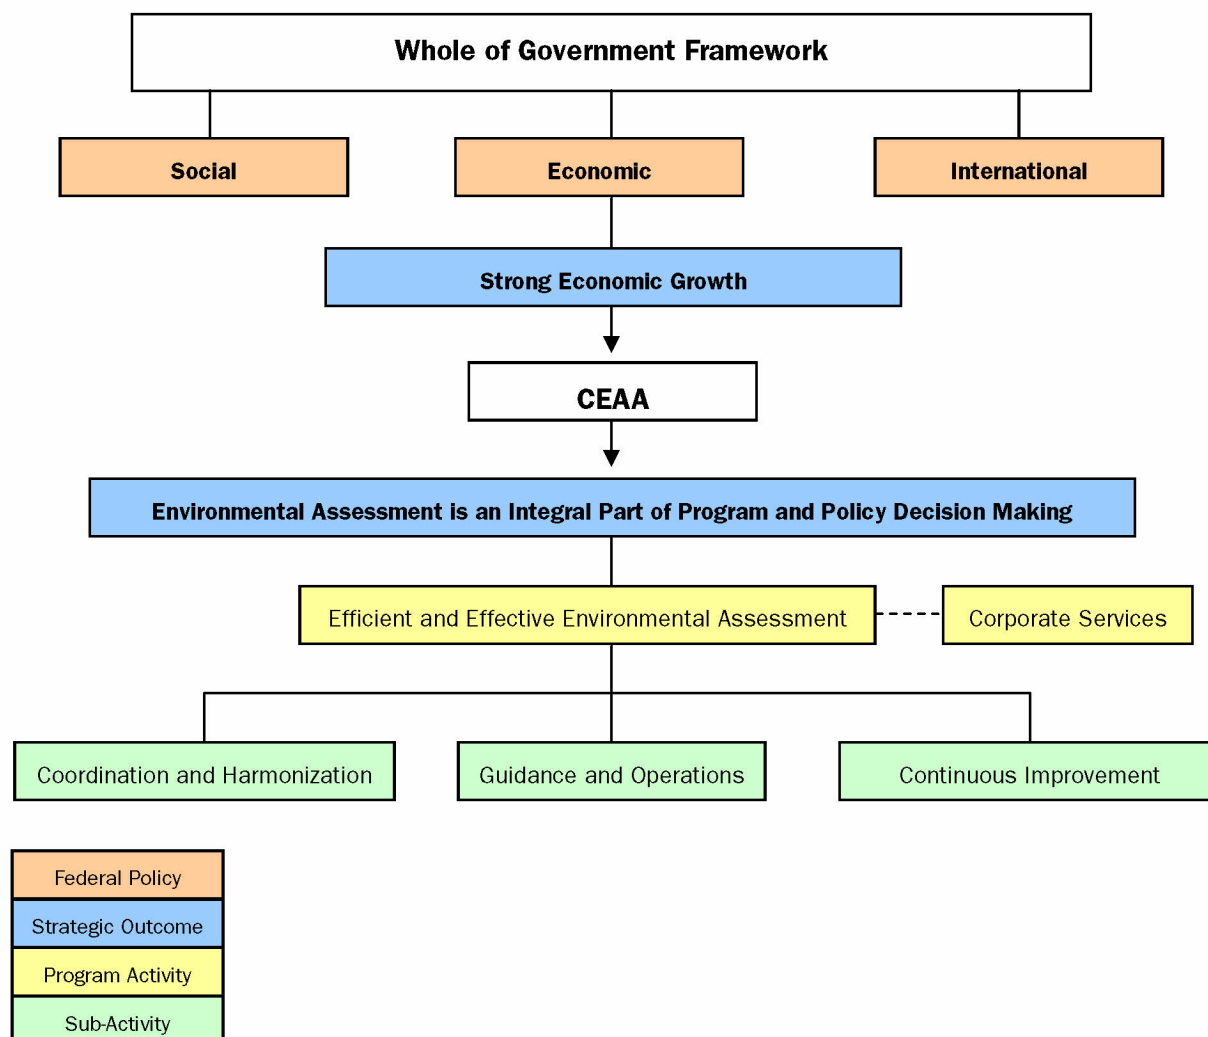 Whole of Government Framework
Social
Economic
International
Strong Economic Growth
CEAA
Environmental Assessment is an Integral Part of Program and Policy Decision Making
Efficient and Effective Environmental Assessment
Corporate Services
Coordination and Harmonization
Guidance and Operations
Continuous Improvement
Federal Policy
Strategic Outcome
Program Activity
Sub-Activity